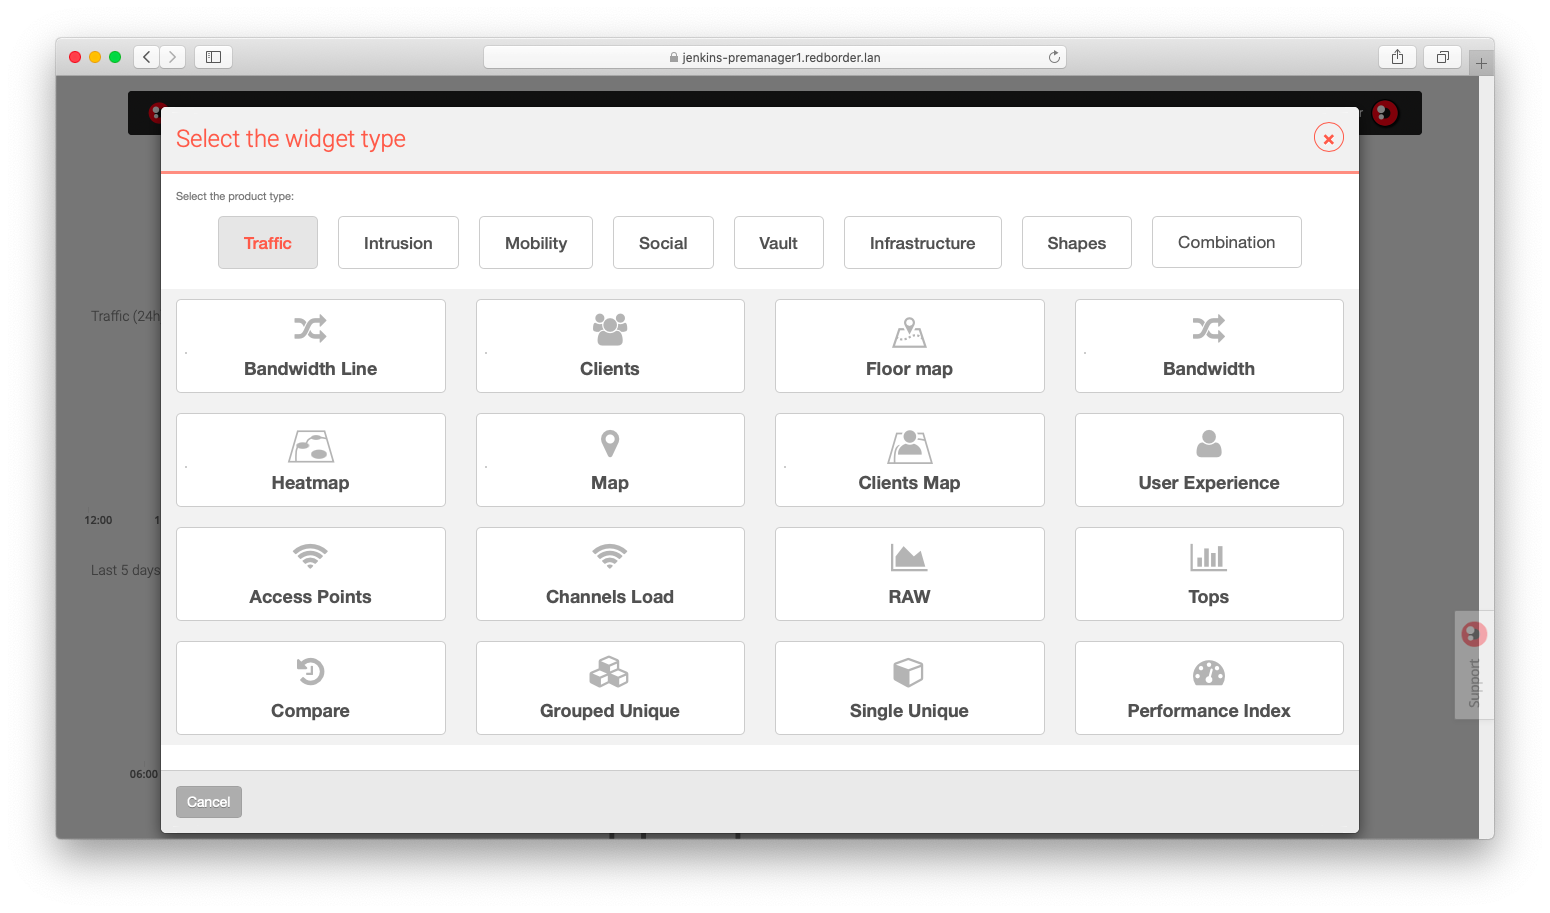 jenkins-premanager1.redborder.lan
Select the widget type
Select the product type:
Traffic Intrusion Mobility Social Vault Infrastructure Shapes Combination
Traffic (24h
Bandwidth Line Clients Floor map Bandwidth
Heatmap Map Clients Map User Experience
12:00 1
Last 5 days
Access Points Channels Load RAW Tops
Support
Compare Grouped Unique Single Unique Performance Index
06:00
Cancel